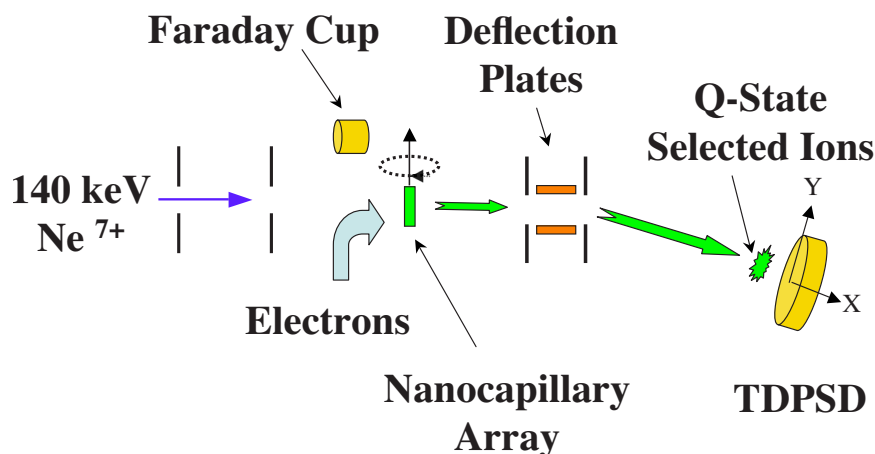 Faraday Cup
Deflection
Plates
Q-State
Selected Ions
140 keV
Ne 7+
Y
X
Electrons
Nanocapillary
Array
TDPSD